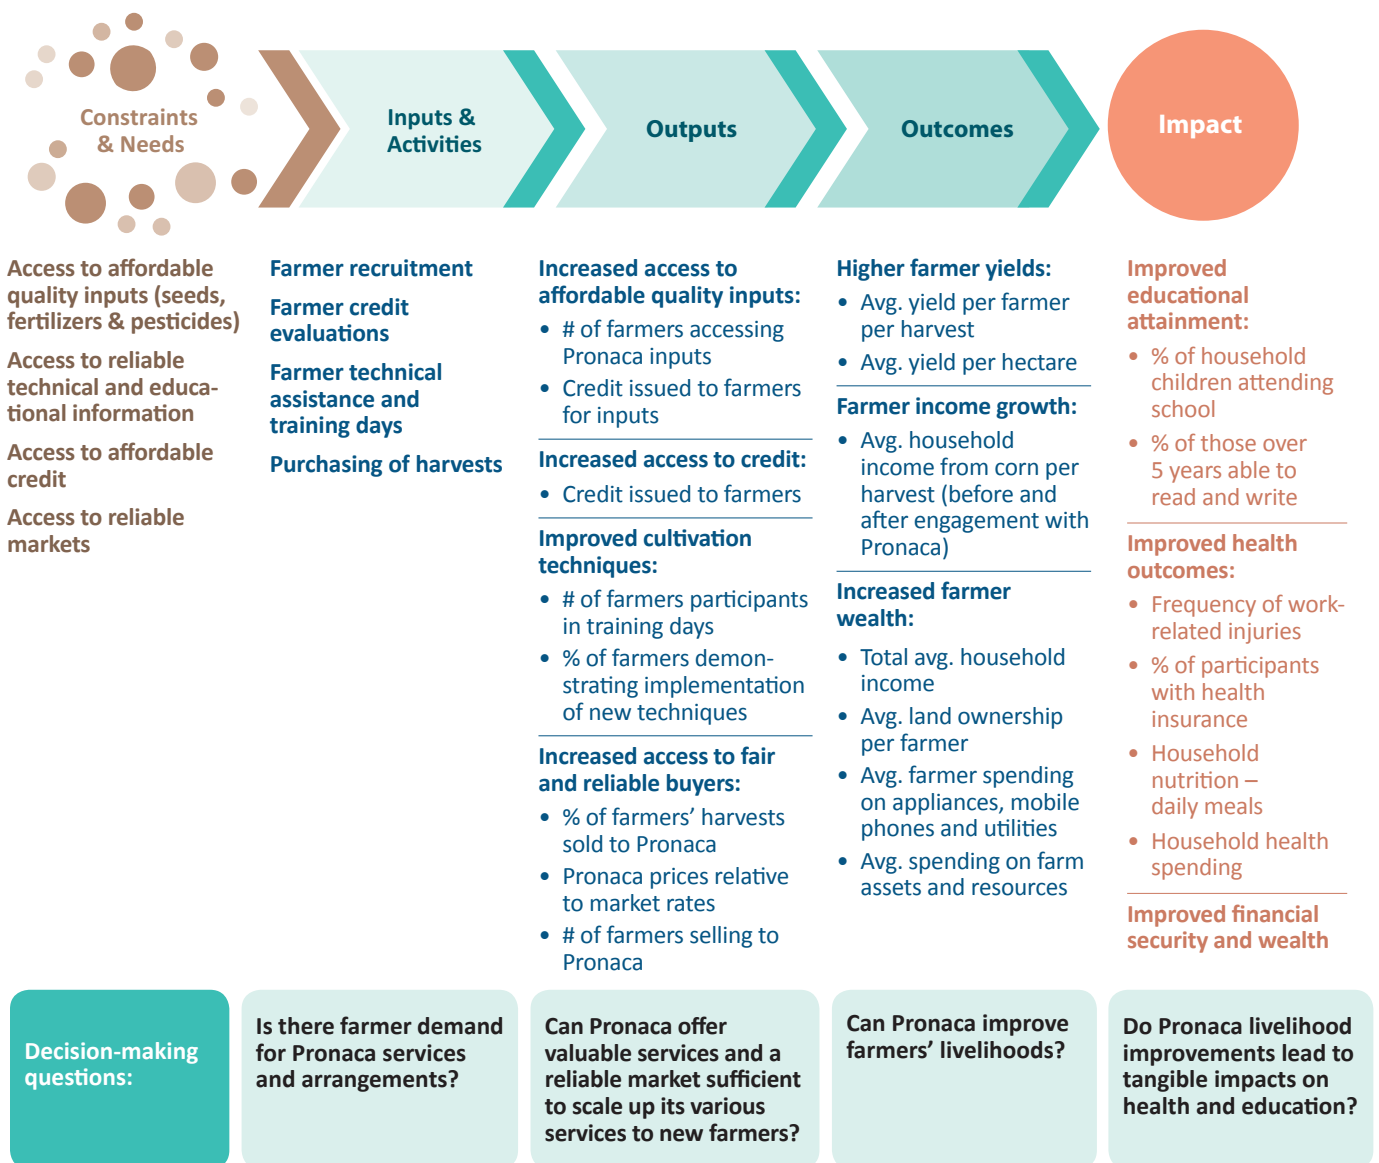 Constraints
& Needs
Inputs &
Activities
Outputs
Outcomes
Impact
Access to affordable
quality inputs (seeds,
fertilizers & pesticides)
Access to reliable
technical and educa-
tional information
Access to affordable
credit
Access to reliable
markets
Farmer recruitment
Farmer credit
evaluations
Farmer technical
assistance and
training days
Purchasing of harvests
Increased access to
affordable quality inputs:
• # of farmers accessing
Pronaca inputs
• Credit issued to farmers
for inputs
Increased access to credit:
• Credit issued to farmers
Improved cultivation
techniques:
• # of farmers participants
in training days
• % of farmers demon-
strating implementation
of new techniques
Increased access to fair
and reliable buyers:
• % of farmers’ harvests
sold to Pronaca
• Pronaca prices relative
to market rates
• # of farmers selling to
Pronaca
Higher farmer yields:
• Avg. yield per farmer
per harvest
• Avg. yield per hectare
Farmer income growth:
• Avg. household
income from corn per
harvest (before and
after engagement with
Pronaca)
Increased farmer
wealth:
• Total avg. household
income
• Avg. land ownership
per farmer
• Avg. farmer spending
on appliances, mobile
phones and utilities
• Avg. spending on farm
assets and resources
Improved
educational
attainment:
• % of household
children attending
school
• % of those over
5 years able to
read and write
Improved health
outcomes:
• Frequency of work-
related injuries
• % of participants
with health
insurance
• Household
nutrition –
daily meals
• Household health
spending
Improved financial
security and wealth
Decision-making
questions:
Is there farmer demand
for Pronaca services
and arrangements?
Can Pronaca offer
valuable services and a
reliable market sufficient
to scale up its various
services to new farmers?
Can Pronaca improve
farmers’ livelihoods?
Do Pronaca livelihood
improvements lead to
tangible impacts on
health and education?